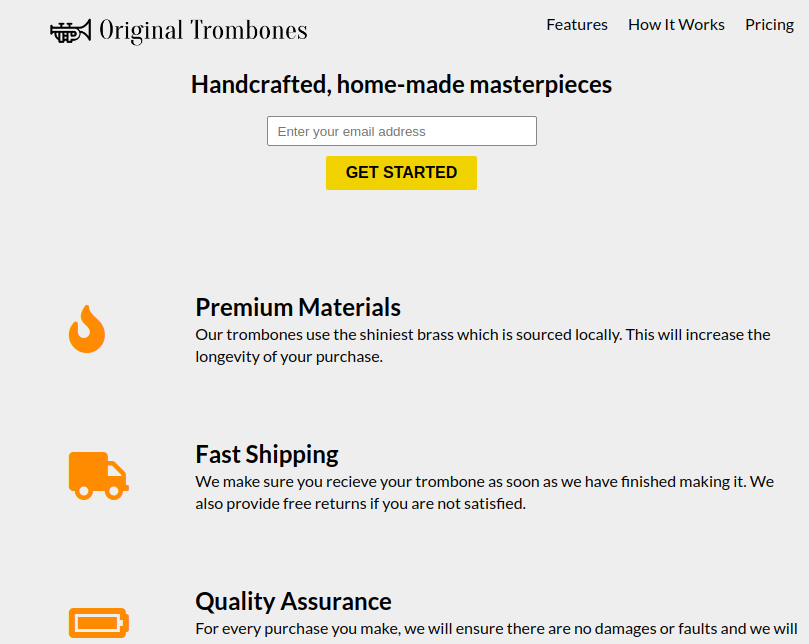 Original Trombones
Features How It Works Pricing
Handcrafted, home-made masterpieces
Enter your email address
GET STARTED
Premium Materials
Our trombones use the shiniest brass which is sourced locally. This will increase the
longevity of your purchase.
Fast Shipping
We make sure you recieve your trombone as soon as we have finished making it. We
also provide free returns if you are not satisfied.
Quality Assurance
For every purchase you make, we will ensure there are no damages or faults and we will